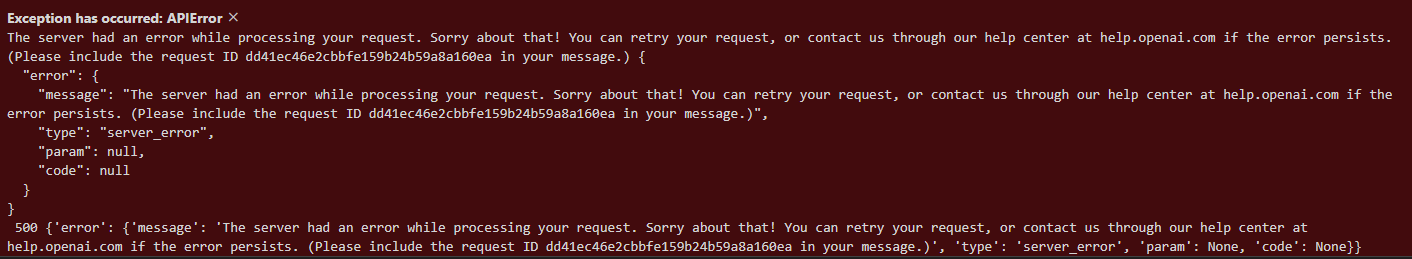 Exception has occurred: APIError ×
The server had an error while processing your request. Sorry about that! You can retry your request, or contact us through our help center at help.openai.com if the error persists.
(Please include the request ID dd41ec46e2cbbfe159b24b59a8a160ea in your message.) {
  "error": {
    "message": "The server had an error while processing your request. Sorry about that! You can retry your request, or contact us through our help center at help.openai.com if the
error persists. (Please include the request ID dd41ec46e2cbbfe159b24b59a8a160ea in your message.)",
    "type": "server_error",
    "param": null,
    "code": null
  }
}
 500 {'error': {'message': 'The server had an error while processing your request. Sorry about that! You can retry your request, or contact us through our help center at
help.openai.com if the error persists. (Please include the request ID dd41ec46e2cbbfe159b24b59a8a160ea in your message.)', 'type': 'server_error', 'param': None, 'code': None}}